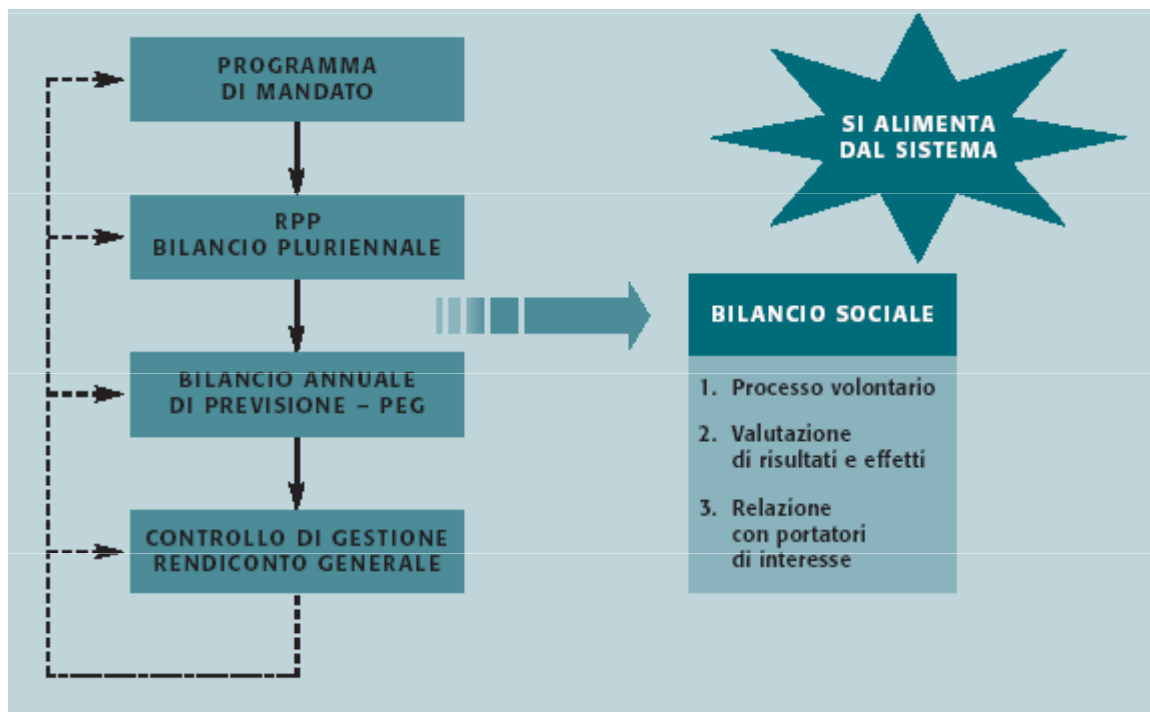 PROGRAMMA
DI MANDATO
RPP
BILANCIO PLURIENNALE
BILANCIO ANNUALE
DI PREVISIONE – PEG
CONTROLLO DI GESTIONE
RENDICONTO GENERALE
SI ALIMENTA
DAL SISTEMA
BILANCIO SOCIALE
1. Processo volontario
2. Valutazione
di risultati e effetti
3. Relazione
con portatori
di interesse